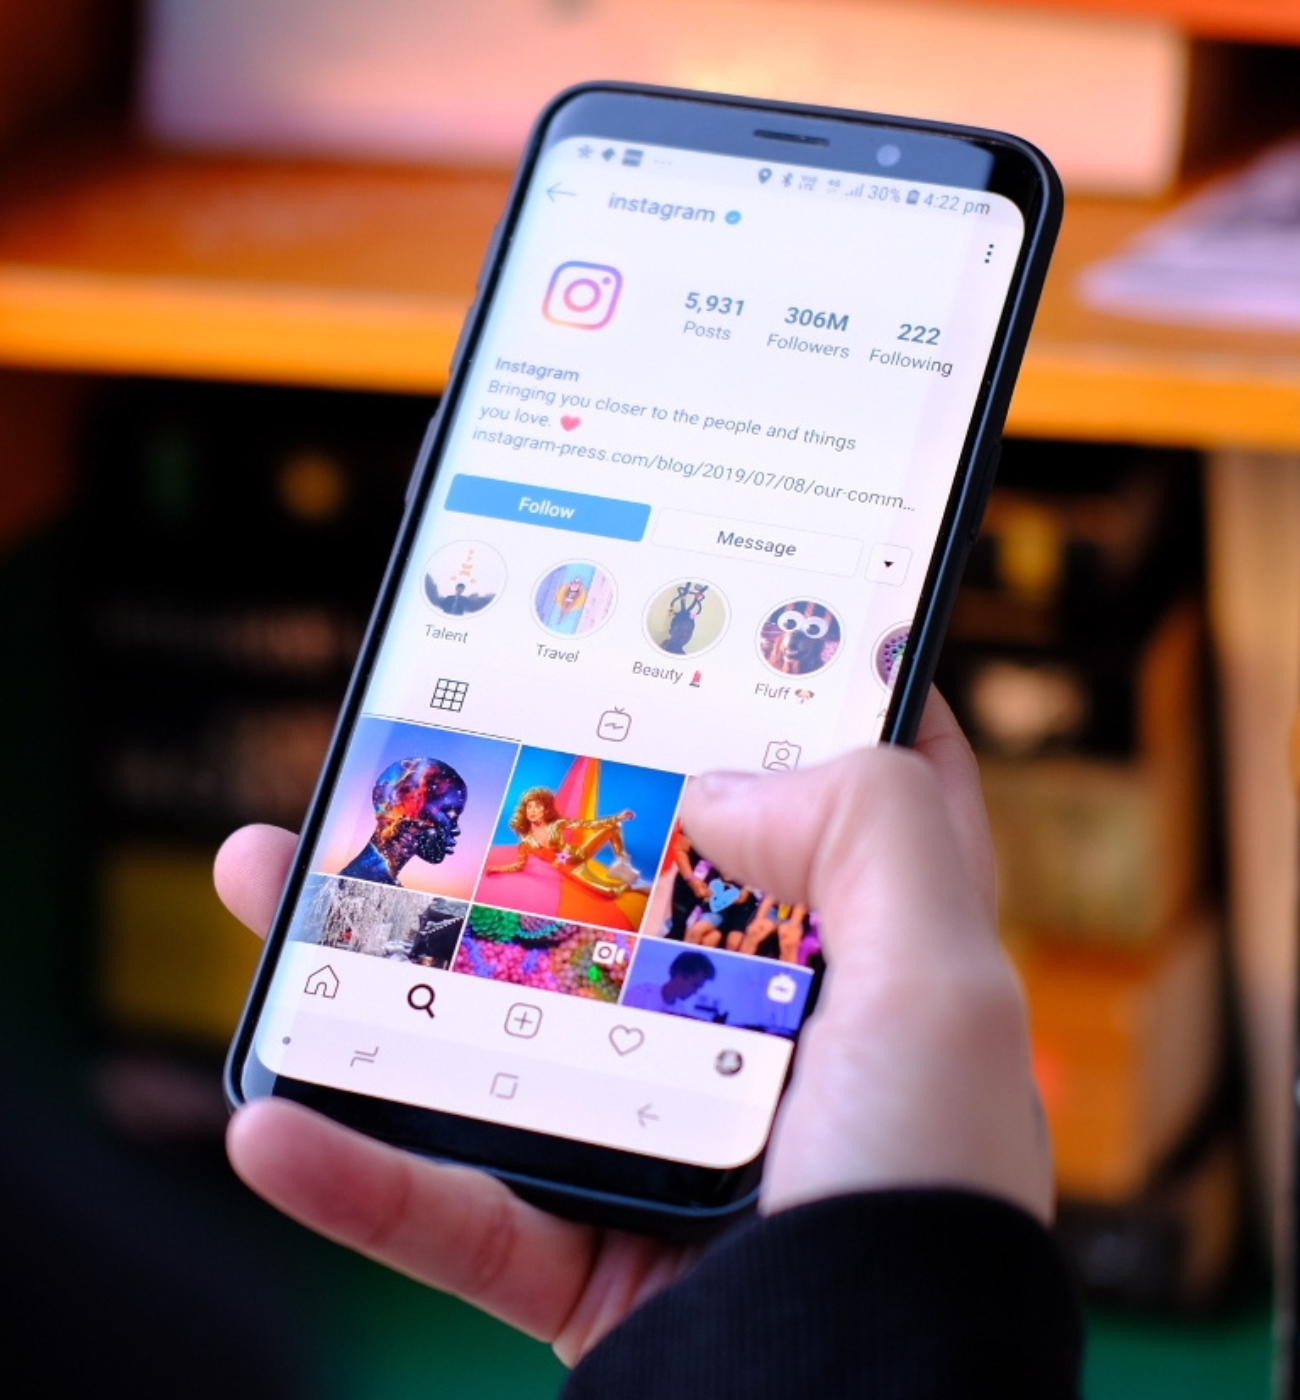 30% 4:22 pm
instagram
5,931 306M 222
Posts Followers Following
Instagram
Bringing you closer to the people and things
you love. ❤️
instagram-press.com/blog/2019/07/08/our-comm...
Follow Message
Talent Travel Beauty 💄 Fluff 🐶